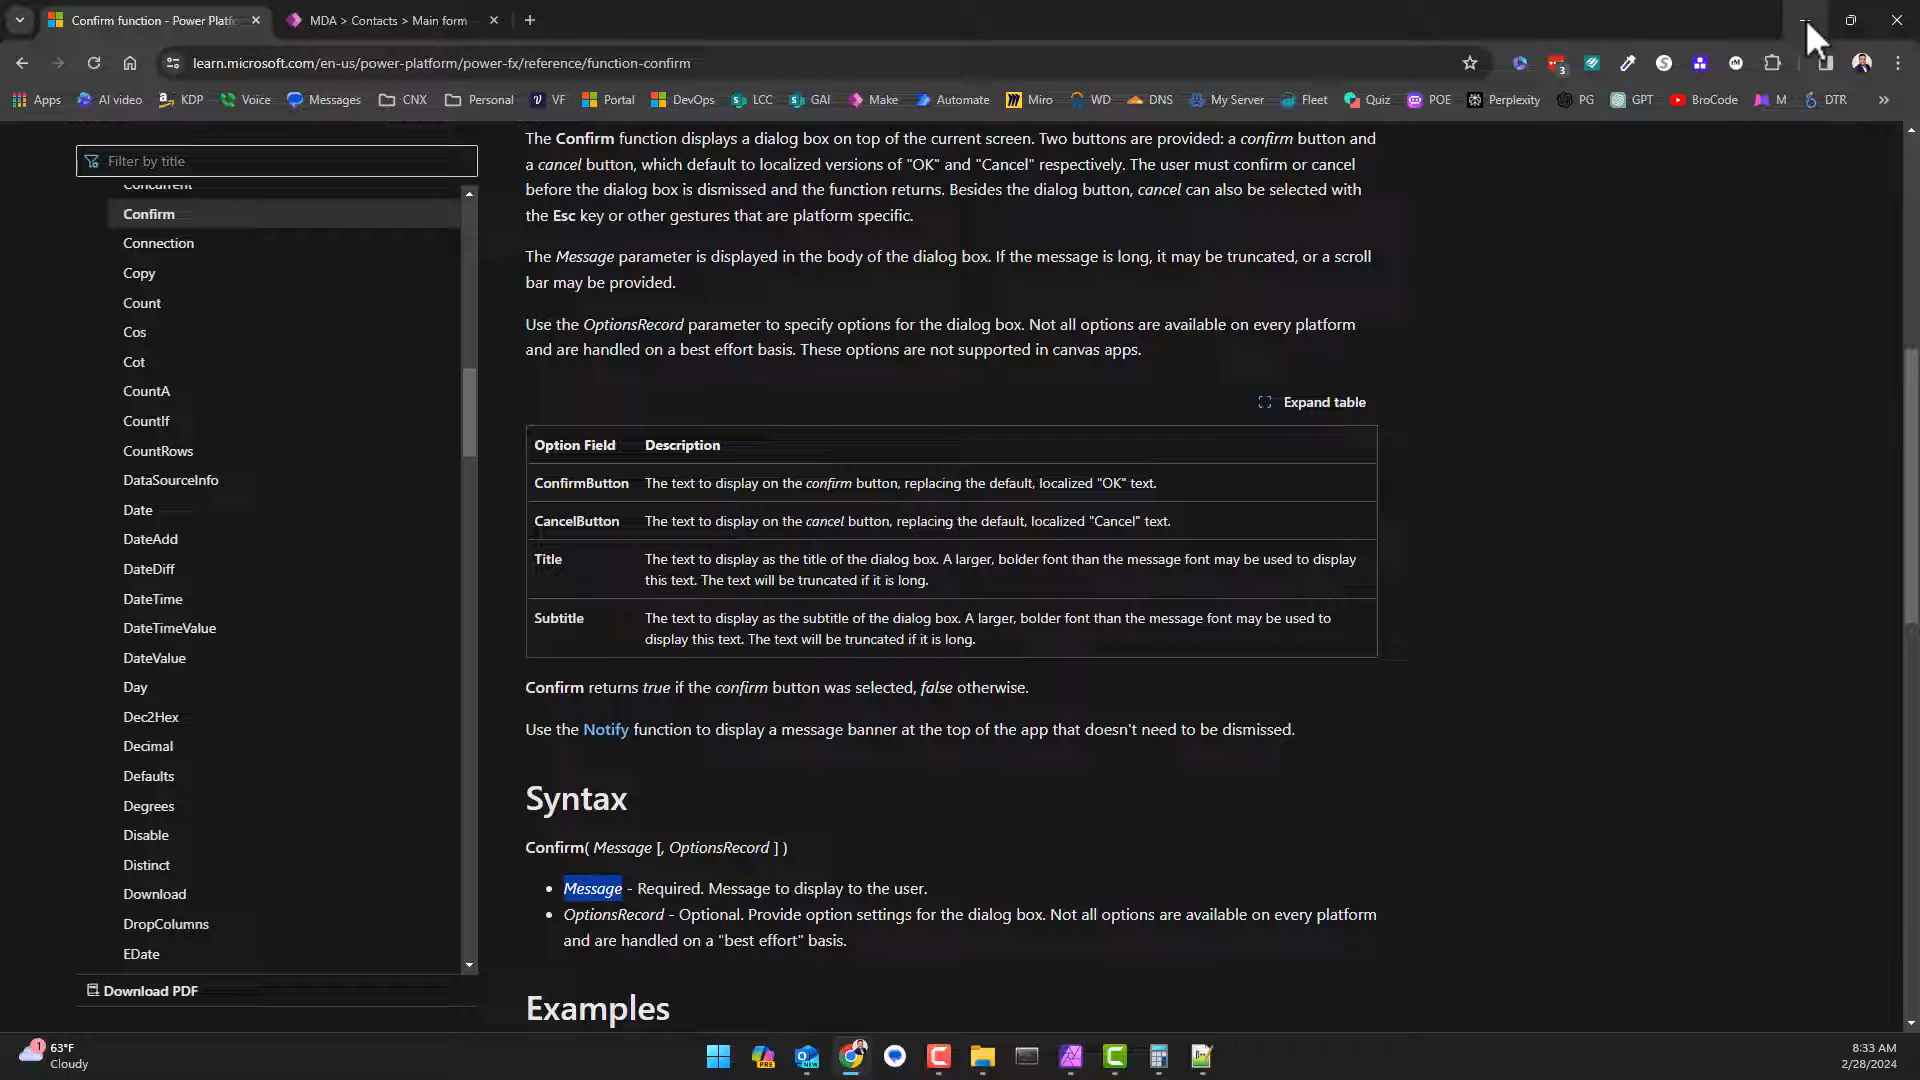 Confirm function - Power Platf
MDA > Contacts > Main form
learn.microsoft.com/en-us/power-platform/power-fx/reference/function-confirm
3
Apps
AI video
KDP
Voice
Messages
CNX
Personal
VF
Portal
DevOps
LCC
GAI
Make
Automate
Miro
WD
DNS
My Server
Fleet
Quiz
POE
Perplexity
PG
GPT
BroCode
M
DTR
Filter by title
Concurrent
Confirm
Connection
Copy
Count
Cos
Cot
CountA
CountIf
CountRows
DataSourceInfo
Date
DateAdd
DateDiff
DateTime
DateTimeValue
DateValue
Day
Dec2Hex
Decimal
Defaults
Degrees
Disable
Distinct
Download
DropColumns
EDate
Download PDF
The Confirm function displays a dialog box on top of the current screen. Two buttons are provided: a confirm button and
a cancel button, which default to localized versions of "OK" and "Cancel" respectively. The user must confirm or cancel
before the dialog box is dismissed and the function returns. Besides the dialog button, cancel can also be selected with
the Esc key or other gestures that are platform specific.
The Message parameter is displayed in the body of the dialog box. If the message is long, it may be truncated, or a scroll
bar may be provided.
Use the OptionsRecord parameter to specify options for the dialog box. Not all options are available on every platform
and are handled on a best effort basis. These options are not supported in canvas apps.
Expand table
Option Field Description
ConfirmButton The text to display on the confirm button, replacing the default, localized "OK" text.
CancelButton The text to display on the cancel button, replacing the default, localized "Cancel" text.
Title The text to display as the title of the dialog box. A larger, bolder font than the message font may be used to display
this text. The text will be truncated if it is long.
Subtitle The text to display as the subtitle of the dialog box. A larger, bolder font than the message font may be used to
display this text. The text will be truncated if it is long.
Confirm returns true if the confirm button was selected, false otherwise.
Use the Notify function to display a message banner at the top of the app that doesn't need to be dismissed.
Syntax
Confirm( Message [, OptionsRecord ] )
• Message - Required. Message to display to the user.
• OptionsRecord - Optional. Provide option settings for the dialog box. Not all options are available on every platform
and are handled on a "best effort" basis.
Examples
1
63°F
Cloudy
PRE
NEW
8:33 AM
2/28/2024